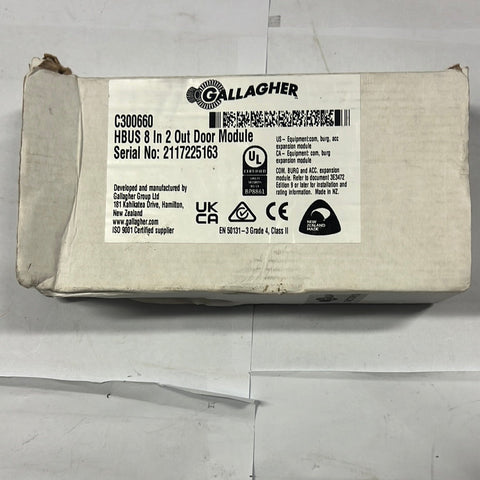 GALLAGHER
C300660
HBUS 8 In 2 Out Door Module
Serial No: 2117225163
Developed and manufactured by
Gallagher Group Ltd
181 Kahikatea Drive, Hamilton,
New Zealand
www.gallagher.com
ISO 9001 Certified supplier
UL
CERTIFIED
BP8861
UK
CA
EN 50131-3 Grade 4, Class II
US - Equipment:com, burg, acc
expansion module
CA - Equipment:com, burg
expansion module
COM. BURG and ACC. expansion
module. Refer to document 3E3472
Edition 9 or later for installation and
rating information. Made in NZ.
NEW
ZEALAND
MADE